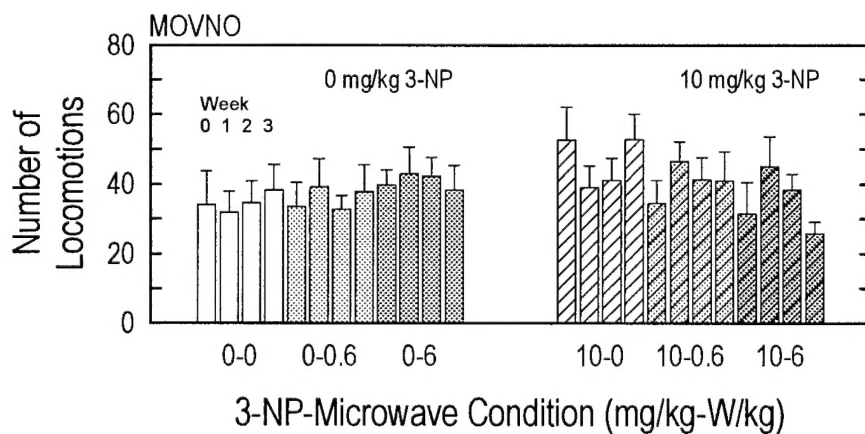 MOVNO
80
60
40
20
0
Number of
Locomotions
0 mg/kg 3-NP
10 mg/kg 3-NP
Week
0 1 2 3
0-0 0-0.6 0-6 10-0 10-0.6 10-6
3-NP-Microwave Condition (mg/kg-W/kg)